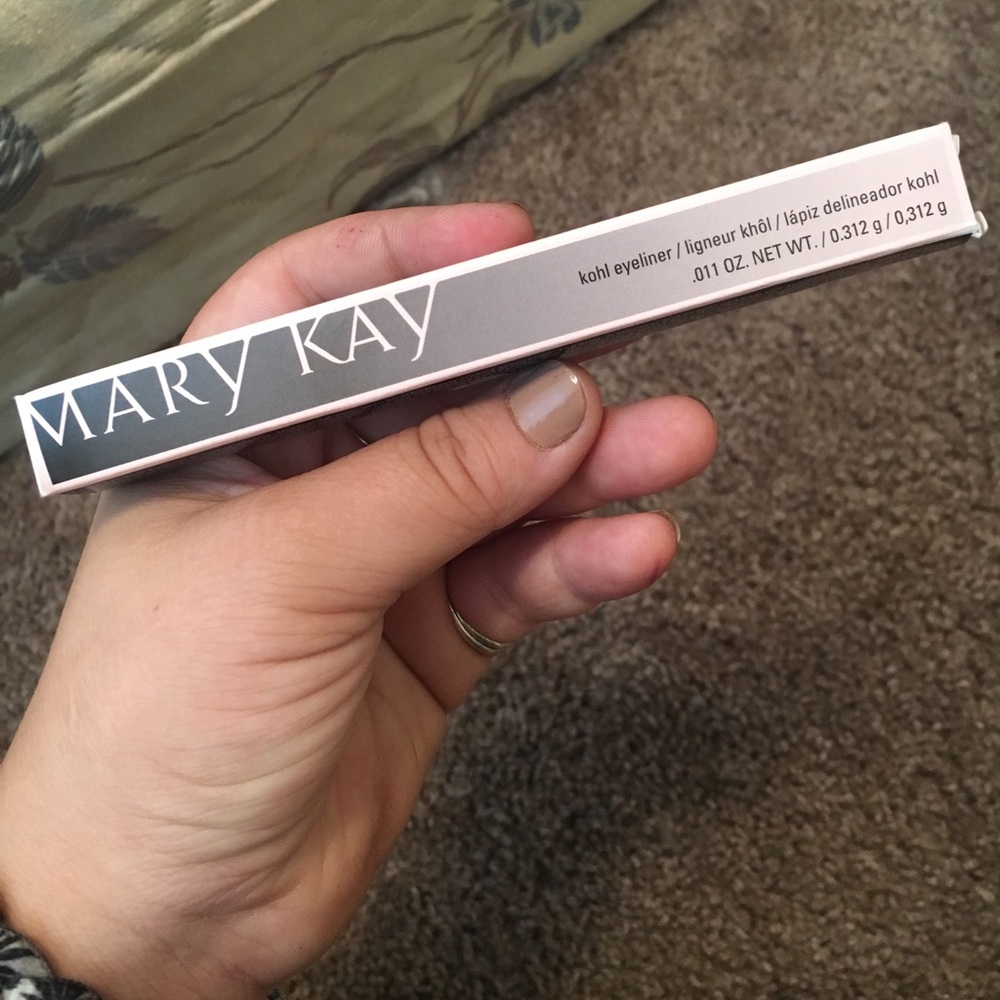 MARY KAY
kohl eyeliner / ligneur khôl / lápiz delineador kohl
.011 OZ. NET WT. / 0.312 g / 0,312 g